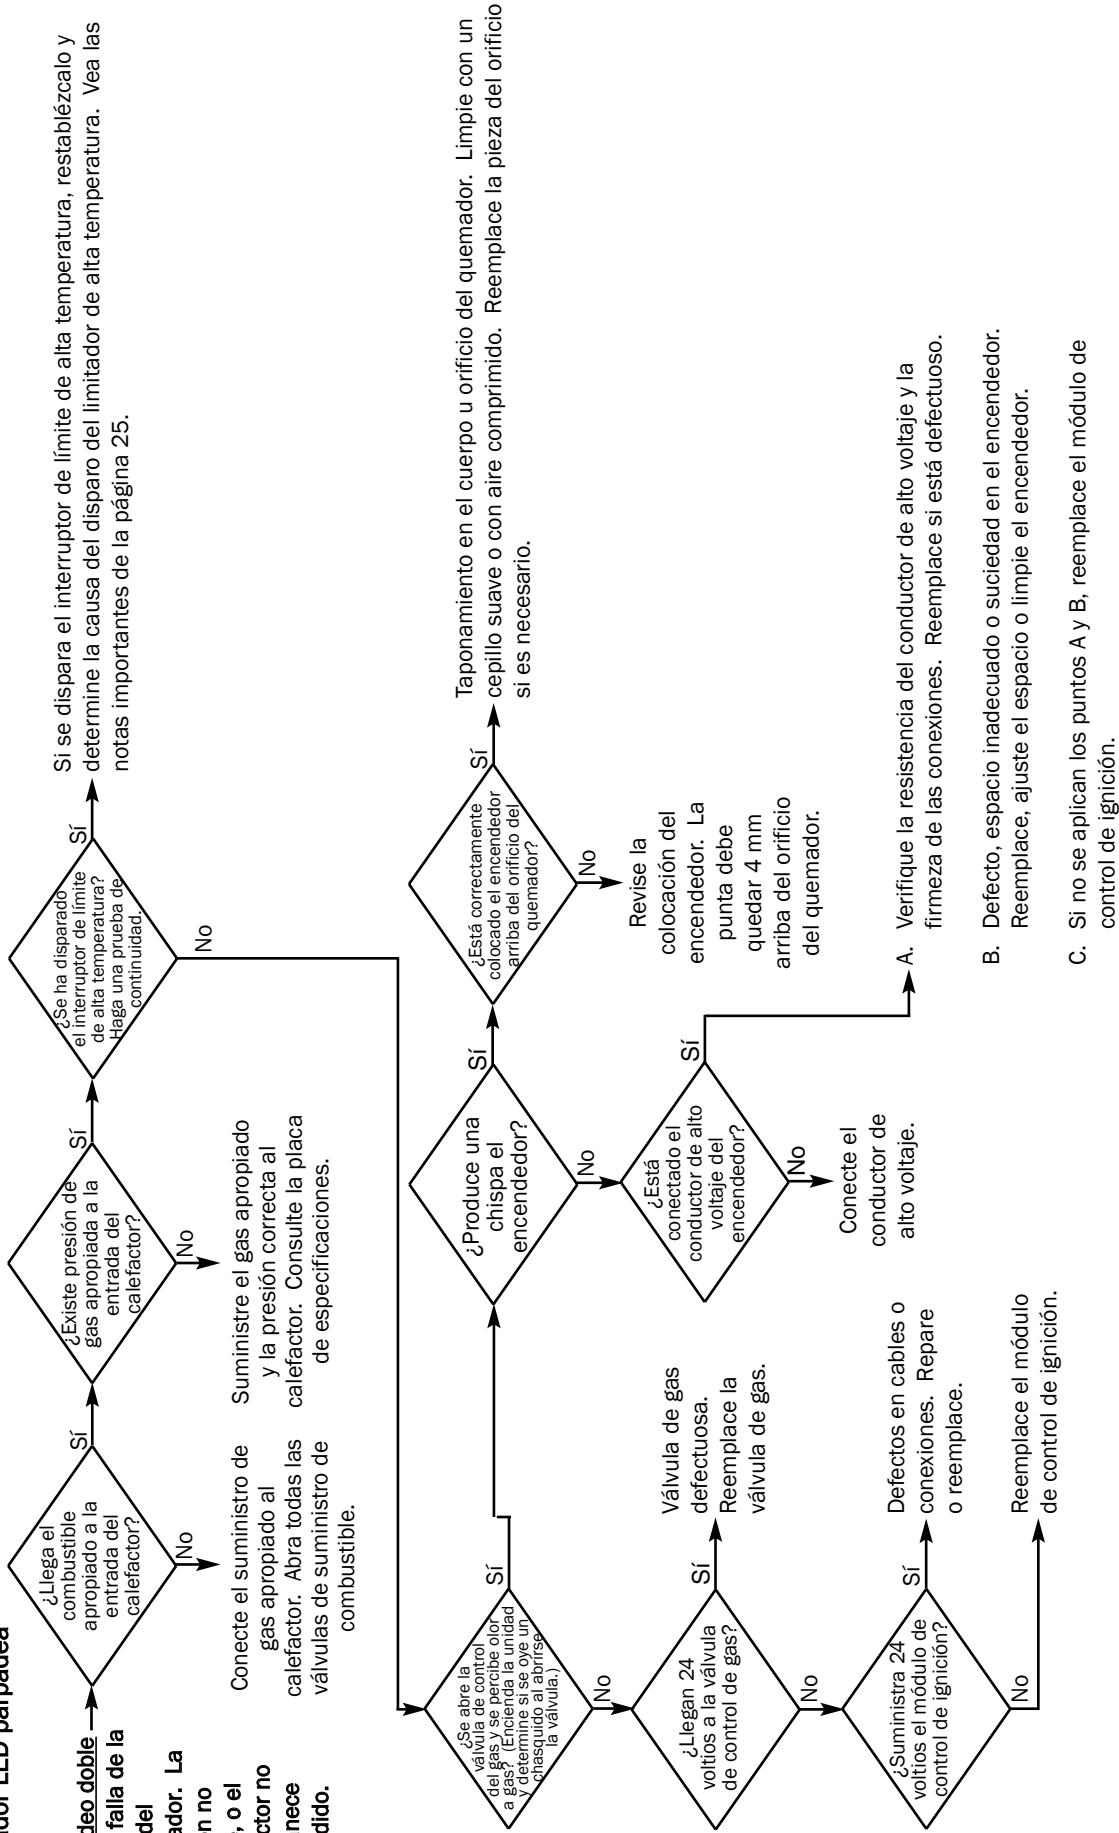 ¿Llega el
combustible
apropiado a la
entrada del
calefactor?
Sí
No
Conecte el suministro de
gas apropiado al
calefactor. Abra todas las
válvulas de suministro de
combustible.
¿Existe presión de
gas apropiada a la
entrada del
calefactor?
Sí
No
Suministre el gas apropiado
y la presión correcta al
calefactor. Consulte la placa
de especificaciones.
¿Se ha disparado
el interruptor de límite
de alta temperatura?
Haga una prueba de
continuidad.
Sí
No
Si se dispara el interruptor de límite de alta temperatura, restablézcalo y
determine la causa del disparo del limitador de alta temperatura. Vea las
notas importantes de la página 25.
¿Se abre la
válvula de control
del gas y se percibe olor
a gas? (Encienda la unidad
y determine si se oye un
chasquido al abrirse
la válvula.)
Sí
No
¿Produce una
chispa el
encendedor?
Sí
No
¿Está correctamente
colocado el encendedor
arriba del orificio del
quemador?
Sí
No
Taponamiento en el cuerpo u orificio del quemador. Limpie con un
cepillo suave o con aire comprimido. Reemplace la pieza del orificio
si es necesario.
Revise la
colocación del
encendedor. La
punta debe
quedar 4 mm
arriba del orificio
del quemador.
¿Llegan 24
voltios a la válvula
de control de gas?
Sí
No
Válvula de gas
defectuosa.
Reemplace la
válvula de gas.
¿Está
conectado el
conductor de alto
voltaje del
encendedor?
Sí
No
Conecte el
conductor de
alto voltaje.
A. Verifique la resistencia del conductor de alto voltaje y la
firmeza de las conexiones. Reemplace si está defectuoso.
B. Defecto, espacio inadecuado o suciedad en el encendedor.
Remplace, ajuste el espacio o limpie el encendedor.
C. Si no se aplican los puntos A y B, reemplace el módulo de
control de ignición.
¿Suministra 24
voltios el módulo de
control de ignición?
Sí
No
Defectos en cables o
conexiones. Repare
o reemplace.
Reemplace el módulo
de control de ignición.
deo doble
falla de la
del
ador. La
n no
, o el
ctor no
nece
dido.